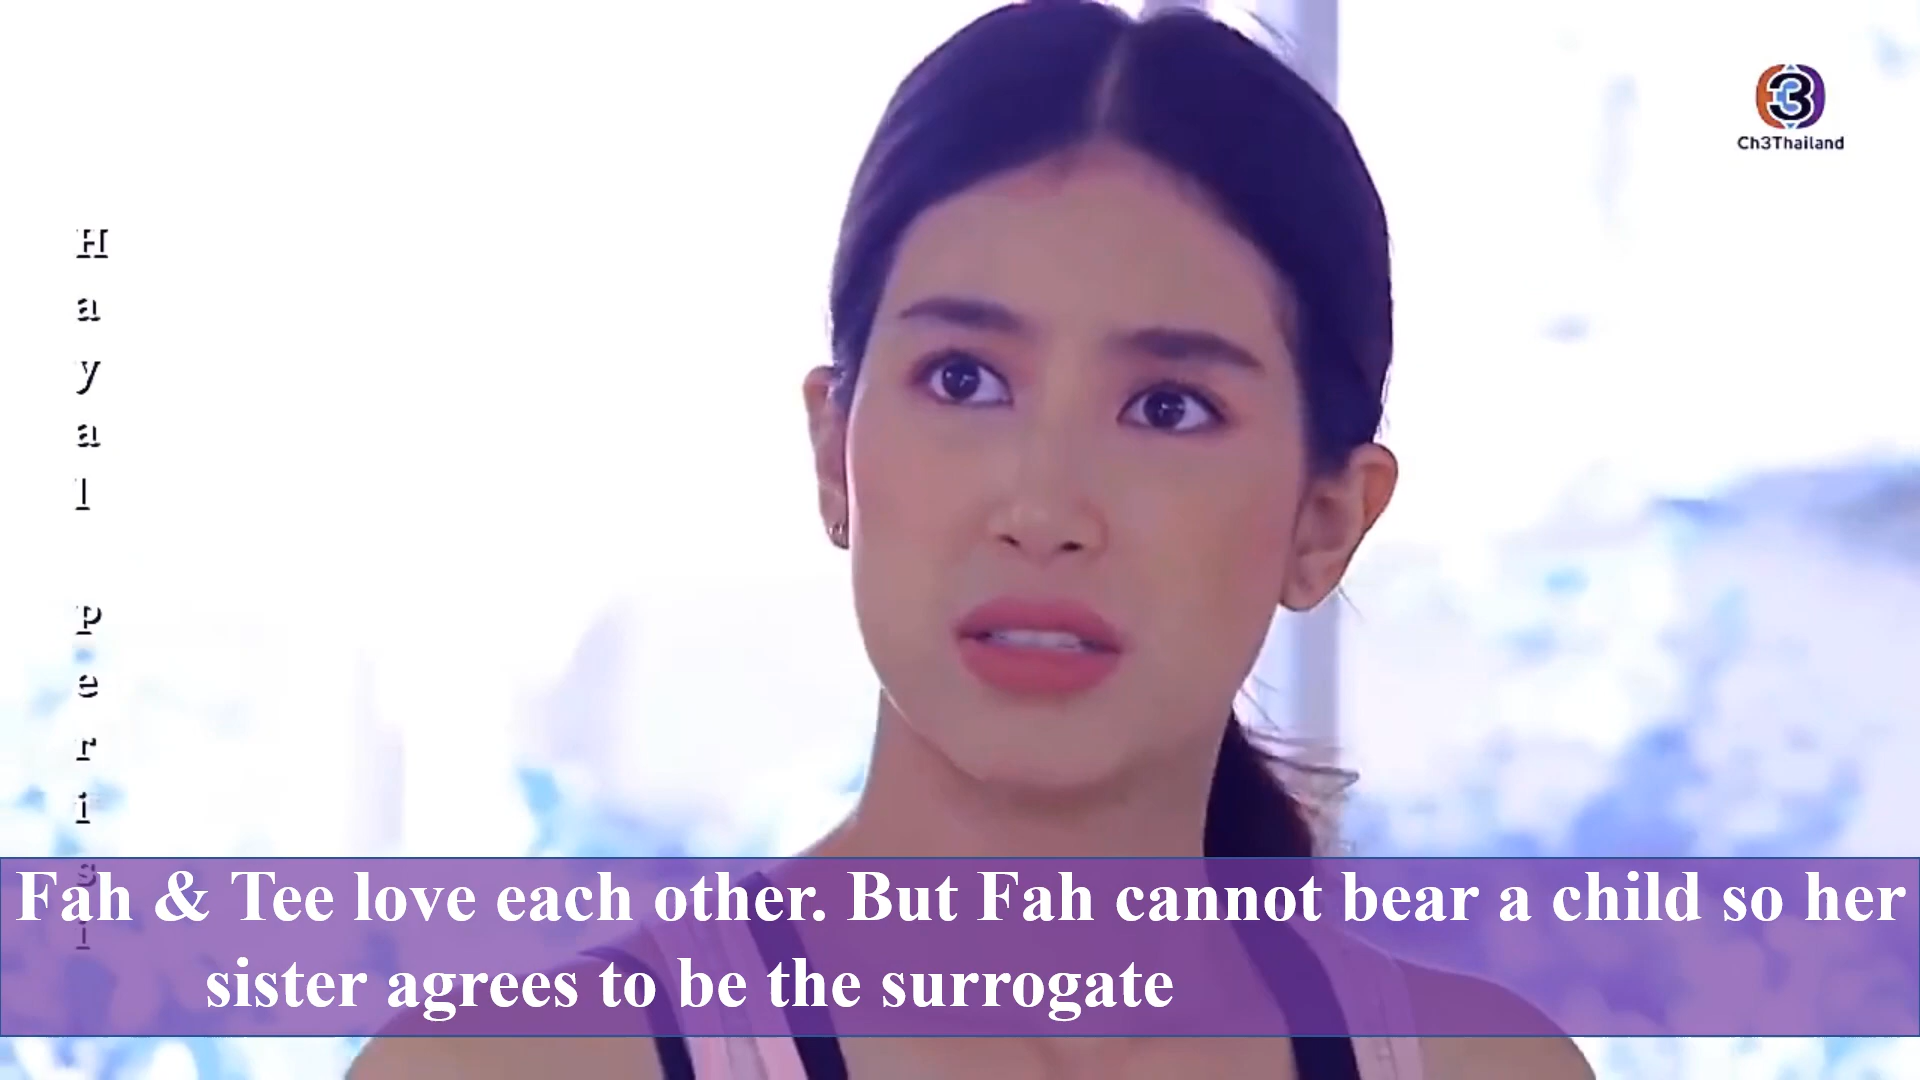 Ch3Thailand
Hayal Perisi
Fah & Tee love each other. But Fah cannot bear a child so her
sister agrees to be the surrogate